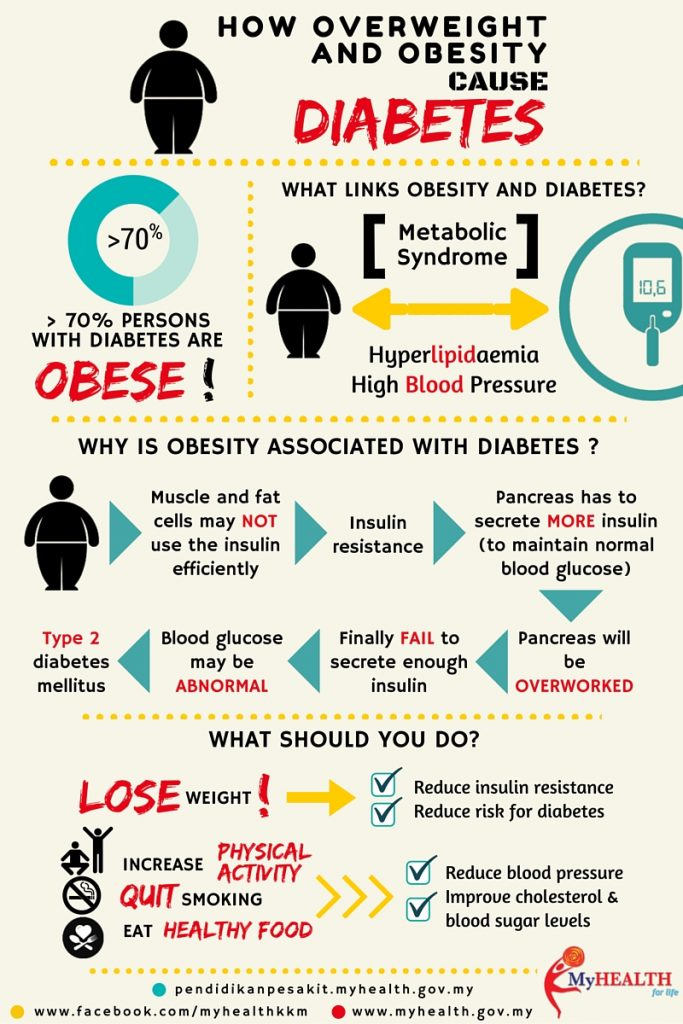 HOW OVERWEIGHT
AND OBESITY
CAUSE
DIABETES
>70%
> 70% PERSONS
WITH DIABETES ARE
OBESE !
WHAT LINKS OBESITY AND DIABETES?
[ Metabolic
Syndrome ]
10,6
Hyperlipidaemia
High Blood Pressure
WHY IS OBESITY ASSOCIATED WITH DIABETES ?
Muscle and fat
cells may NOT
use the insulin
efficiently
Insulin
resistance
Pancreas has to
secrete MORE insulin
(to maintain normal
blood glucose)
Pancreas will
be
OVERWORKED
Finally FAIL to
secrete enough
insulin
Blood glucose
may be
ABNORMAL
Type 2
diabetes
mellitus
WHAT SHOULD YOU DO?
LOSE WEIGHT !
Reduce insulin resistance
Reduce risk for diabetes
INCREASE PHYSICAL
ACTIVITY
QUIT SMOKING
EAT HEALTHY FOOD
Reduce blood pressure
Improve cholesterol &
blood sugar levels
pendidikanpesakit.myhealth.gov.my
www.facebook.com/myhealthkkm
www.myhealth.gov.my
MyHEALTH
for life